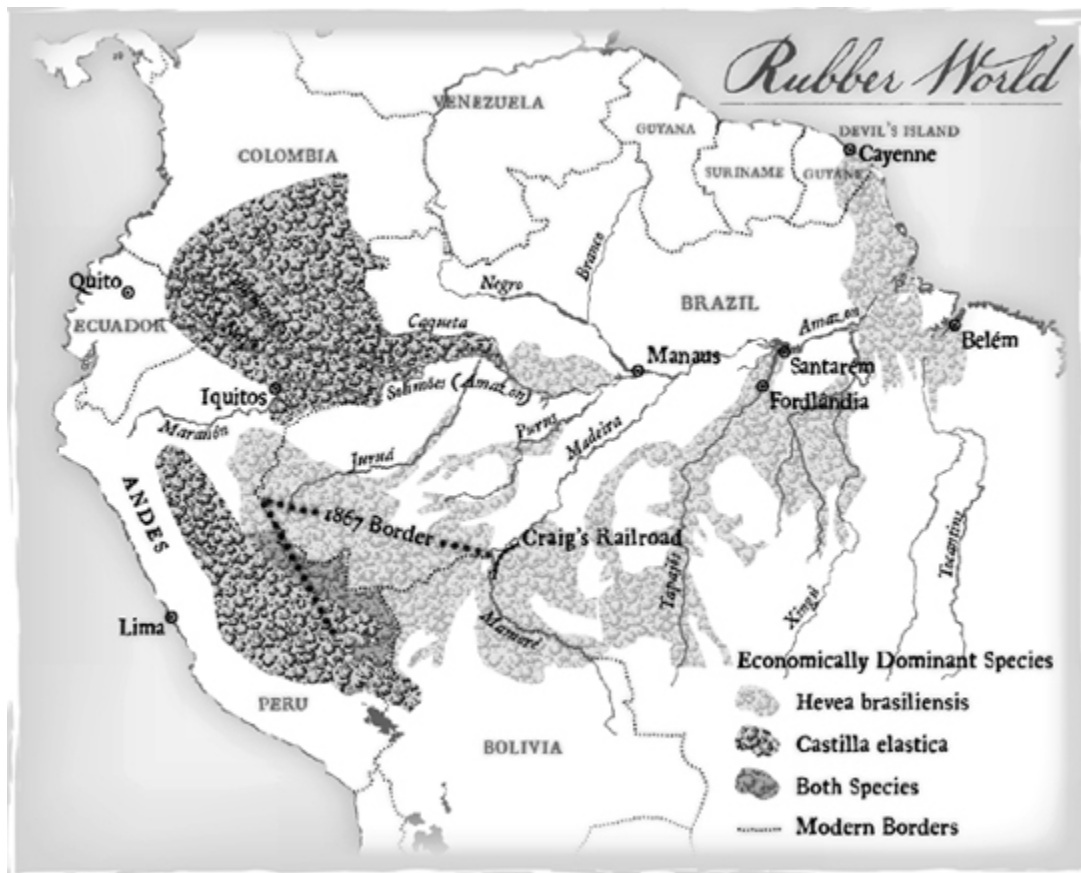 Rubber World
VENEZUELA
GUYANA
DEVIL'S ISLAND
Cayenne
COLOMBIA
SURINAME
GUYANE
Quito
ECUADOR
Negro
Branco
BRAZIL
Amazon
Belém
Caqueta
Manaus
Santarém
Iquitos
Solimões (Amazon)
Fordlândia
Marañón
Purus
Madeira
Juruá
ANDES
1867 Border
Craig's Railroad
Tapajós
Xingú
Tocantins
Lima
Mamoré
PERU
BOLIVIA
Economically Dominant Species
Hevea brasiliensis
Castilla elastica
Both Species
Modern Borders